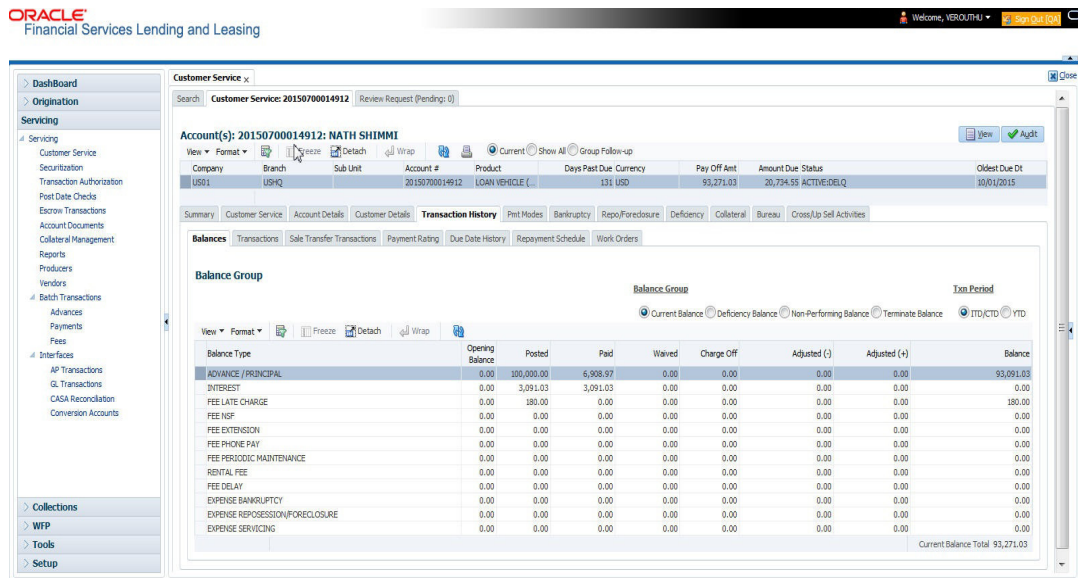 ORACLE®
Financial Services Lending and Leasing
Welcome, VEROUTHU
Sign Out [QA]
Close
DashBoard
Origination
Servicing
Servicing
Customer Service
Securitization
Transaction Authorization
Post Date Checks
Escrow Transactions
Account Documents
Collateral Management
Reports
Producers
Vendors
Batch Transactions
Advances
Payments
Fees
Interfaces
AP Transactions
GL Transactions
CASA Reconciliation
Conversion Accounts
Collections
WFP
Tools
Setup
Customer Service x
Search Customer Service: 20150700014912 Review Request (Pending: 0)
Account(s): 20150700014912: NATH SHIMMI
View Audit
View Format Freeze Detach Wrap Current Show All Group Follow-up
Company Branch Sub Unit Account # Product Days Past Due Currency Pay Off Amt Amount Due Status Oldest Due Dt
US01 USHQ 20150700014912 LOAN VEHICLE (... 131 USD 93,271.03 20,734.55 ACTIVE:DELQ 10/01/2015
Summary Customer Service Account Details Customer Details Transaction History Pmt Modes Bankruptcy Repo/Foreclosure Deficiency Collateral Bureau Cross/Up Sell Activities
Balances Transactions Sale Transfer Transactions Payment Rating Due Date History Repayment Schedule Work Orders
Balance Group
Balance Group Txn Period
Current Balance Deficiency Balance Non-Performing Balance Terminate Balance ITD/CTD YTD
View Format Freeze Detach Wrap
Balance Type Opening Balance Posted Paid Waived Charge Off Adjusted (-) Adjusted (+) Balance
ADVANCE / PRINCIPAL 0.00 100,000.00 6,908.97 0.00 0.00 0.00 0.00 93,091.03
INTEREST 0.00 3,091.03 3,091.03 0.00 0.00 0.00 0.00 0.00
FEE LATE CHARGE 0.00 180.00 0.00 0.00 0.00 0.00 0.00 180.00
FEE NSF 0.00 0.00 0.00 0.00 0.00 0.00 0.00 0.00
FEE EXTENSION 0.00 0.00 0.00 0.00 0.00 0.00 0.00 0.00
FEE PHONE PAY 0.00 0.00 0.00 0.00 0.00 0.00 0.00 0.00
FEE PERIODIC MAINTENANCE 0.00 0.00 0.00 0.00 0.00 0.00 0.00 0.00
RENTAL FEE 0.00 0.00 0.00 0.00 0.00 0.00 0.00 0.00
FEE DELAY 0.00 0.00 0.00 0.00 0.00 0.00 0.00 0.00
EXPENSE BANKRUPTCY 0.00 0.00 0.00 0.00 0.00 0.00 0.00 0.00
EXPENSE REPOSESSION/FORECLOSURE 0.00 0.00 0.00 0.00 0.00 0.00 0.00 0.00
EXPENSE SERVICING 0.00 0.00 0.00 0.00 0.00 0.00 0.00 0.00
Current Balance Total 93,271.03